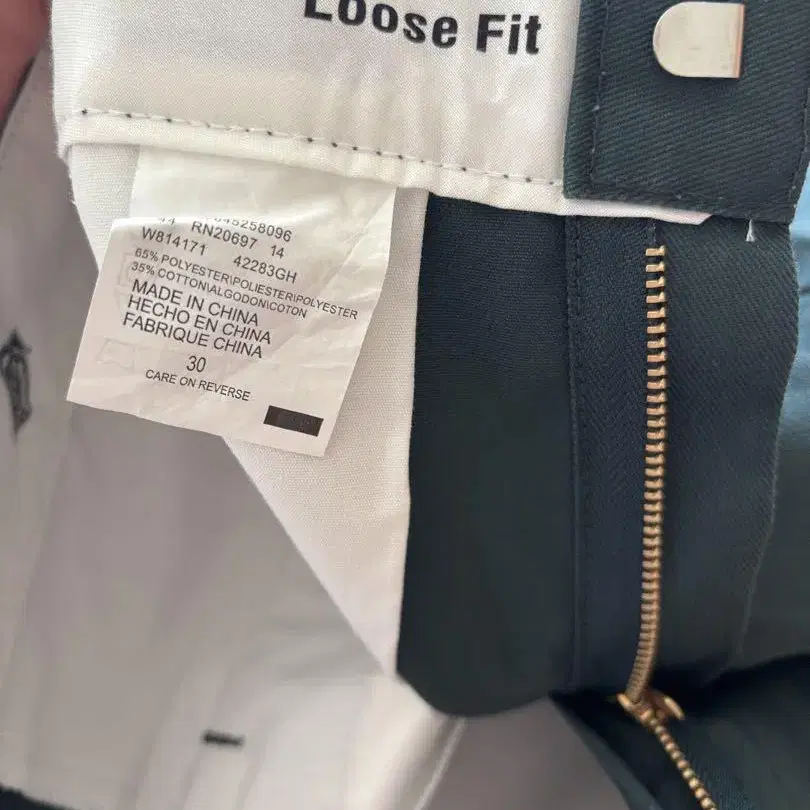 Loose Fit
RN20697 14
W814171 42283GH
65% POLYESTER\POLIESTER\POLYESTER
35% COTTON\ALGODON\COTON
MADE IN CHINA
HECHO EN CHINA
FABRIQUE CHINA
30
CARE ON REVERSE